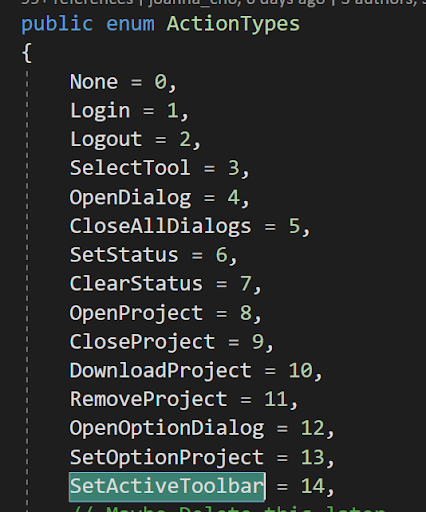 99+ references | joanna_cho, 6 days ago | 3 authors,
public enum ActionTypes
{
None = 0,
Login = 1,
Logout = 2,
SelectTool = 3,
OpenDialog = 4,
CloseAllDialogs = 5,
SetStatus = 6,
ClearStatus = 7,
OpenProject = 8,
CloseProject = 9,
DownloadProject = 10,
RemoveProject = 11,
OpenOptionDialog = 12,
SetOptionProject = 13,
SetActiveToolbar = 14,
// Maybe Delete this later